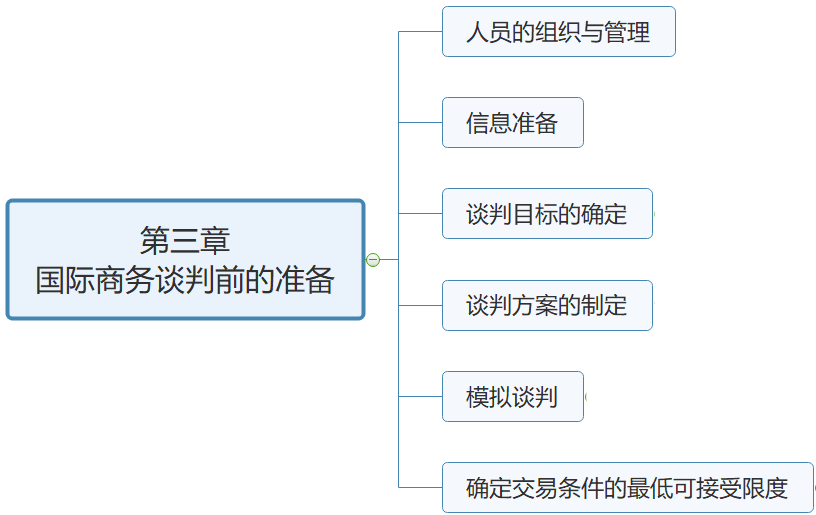 第三章
国际商务谈判前的准备
人员的组织与管理
信息准备
谈判目标的确定
谈判方案的制定
模拟谈判
确定交易条件的最低可接受限度